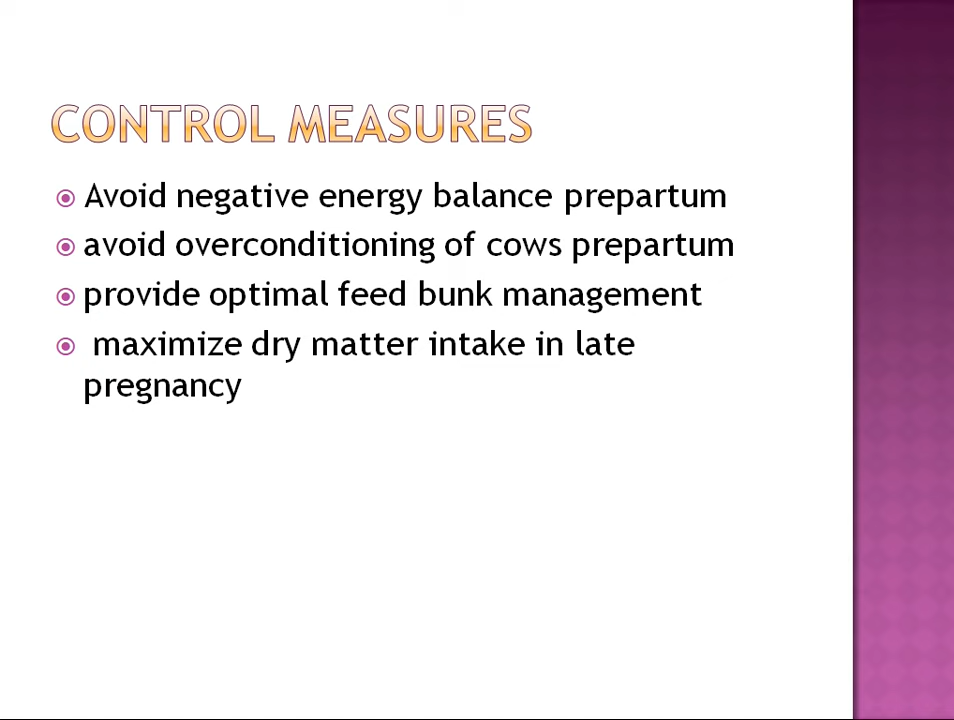 CONTROL MEASURES
Avoid negative energy balance prepartum
avoid overconditioning of cows prepartum
provide optimal feed bunk management
maximize dry matter intake in late
pregnancy